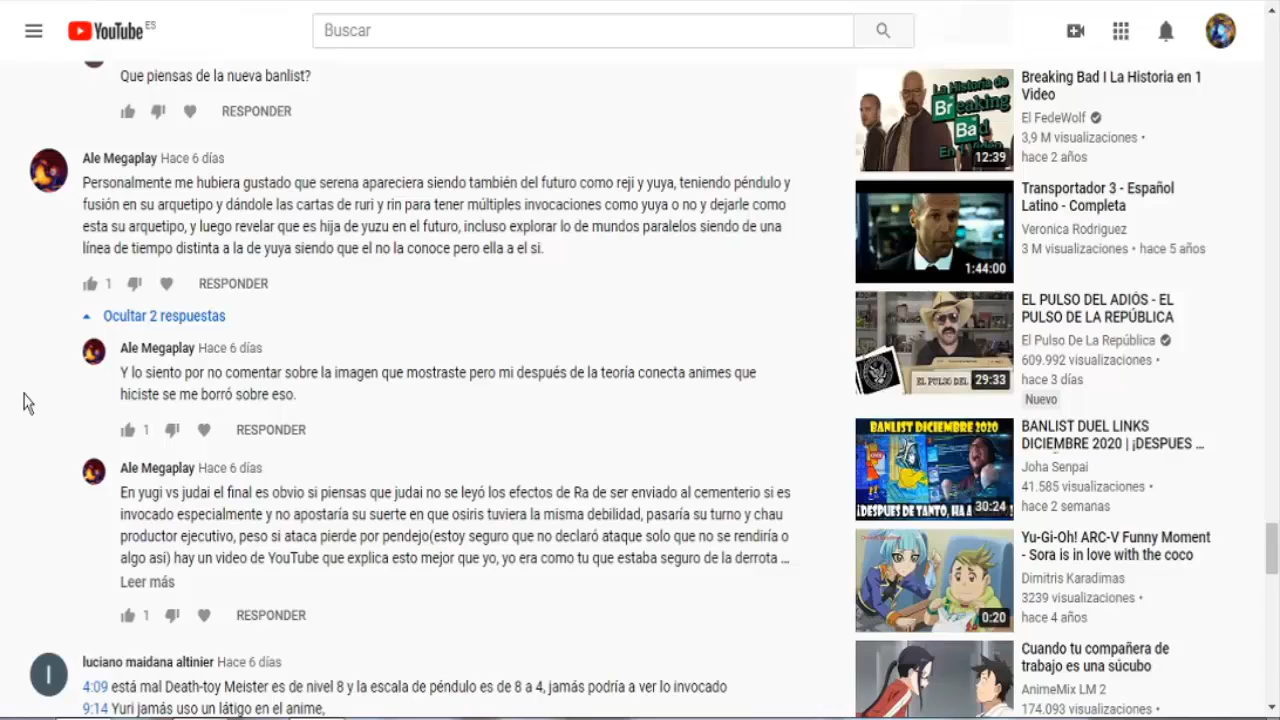 YouTube ES
Buscar
Que piensas de la nueva banlist?
RESPONDER
Ale Megaplay Hace 6 días
Personalmente me hubiera gustado que serena apareciera siendo también del futuro como reji y yuya, teniendo péndulo y
fusión en su arquetipo y dándole las cartas de ruri y rin para tener múltiples invocaciones como yuya o no y dejarle como
esta su arquetipo, y luego revelar que es hija de yuzu en el futuro, incluso explorar lo de mundos paralelos siendo de una
línea de tiempo distinta a la de yuya siendo que el no la conoce pero ella a el si.
1 RESPONDER
Ocultar 2 respuestas
Ale Megaplay Hace 6 días
Y lo siento por no comentar sobre la imagen que mostraste pero mi después de la teoría conecta animes que
hiciste se me borró sobre eso.
1 RESPONDER
Ale Megaplay Hace 6 días
En yugi vs judai el final es obvio si piensas que judai no se leyó los efectos de Ra de ser enviado al cementerio si es
invocado especialmente y no apostaría su suerte en que osiris tuviera la misma debilidad, pasaría su turno y chau
productor ejecutivo, peso si ataca pierde por pendejo(estoy seguro que no declaró ataque solo que no se rendiría o
algo asi) hay un video de YouTube que explica esto mejor que yo, yo era como tu que estaba seguro de la derrota ...
Leer más
1 RESPONDER
I
luciano maidana altinier Hace 6 días
4:09 está mal Death-toy Meister es de nivel 8 y la escala de péndulo es de 8 a 4, jamás podría a ver lo invocado
9:14 Yuri jamás uso un látigo en el anime,
La Historia de
Breaking
Bad
En 1
12:39
Breaking Bad I La Historia en 1
Video
El FedeWolf
3,9 M visualizaciones •
hace 2 años
1:44:00
Transportador 3 - Español
Latino - Completa
Veronica Rodriguez
3 M visualizaciones • hace 5 años
EL PULSO DEL
29:33
EL PULSO DEL ADIÓS - EL
PULSO DE LA REPÚBLICA
El Pulso De La República
609.992 visualizaciones •
hace 3 días
Nuevo
BANLIST DICIEMBRE 2020
¡DESPUES DE TANTO, HA
30:24
BANLIST DUEL LINKS
DICIEMBRE 2020 | ¡DESPUES ...
Joha Senpai
41.585 visualizaciones •
hace 2 semanas
0:20
Yu-Gi-Oh! ARC-V Funny Moment
- Sora is in love with the coco
Dimitris Karadimas
3239 visualizaciones •
hace 4 años
Cuando tu compañera de
trabajo es una súcubo
AnimeMix LM 2
174.093 visualizaciones •